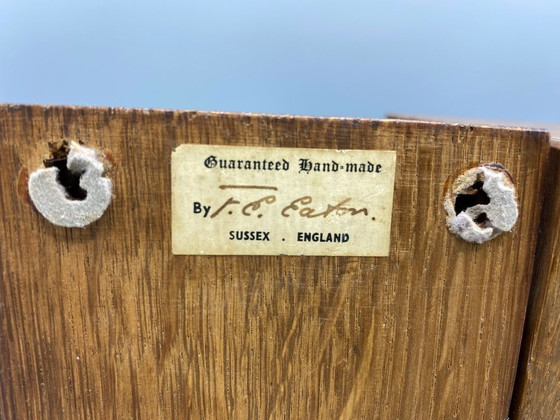 Guaranteed Hand-made
By T. E. Eaton.
SUSSEX . ENGLAND